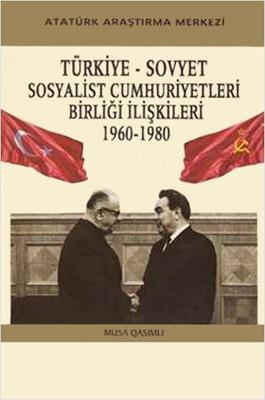 ATATÜRK ARAŞTIRMA MERKEZİ
TÜRKİYE - SOVYET
SOSYALİST CUMHURİYETLERİ
BİRLİĞİ İLİŞKİLERİ
1960-1980
MUSA QASIMLI